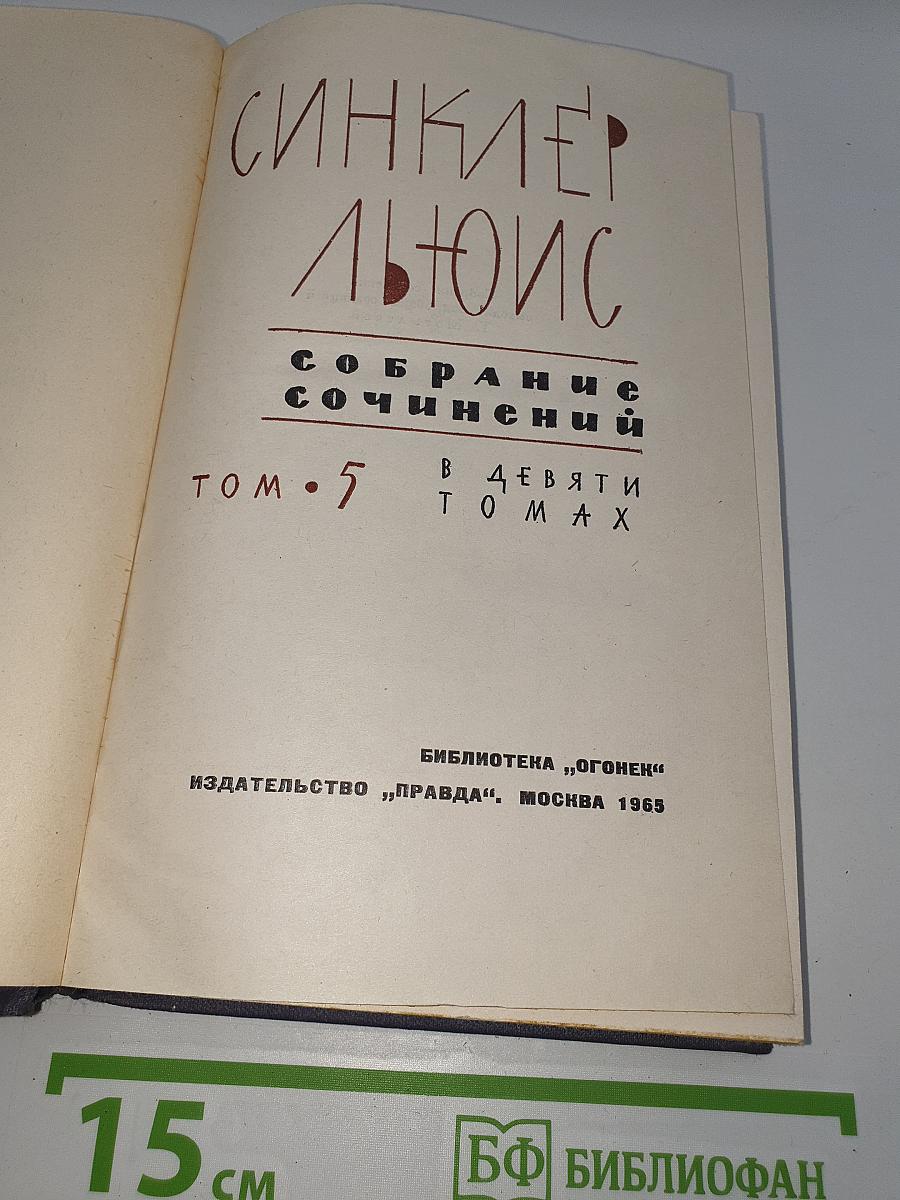 СИНКЛЕР
ЛЬЮИС
СОБРАНИЕ
СОЧИНЕНИЙ
ТОМ • 5
В ДЕВЯТИ
ТОМАХ
БИБЛИОТЕКА „ОГОНЕК“
ИЗДАТЕЛЬСТВО „ПРАВДА“. МОСКВА 1965
15 см
БФ БИБЛИОФАН